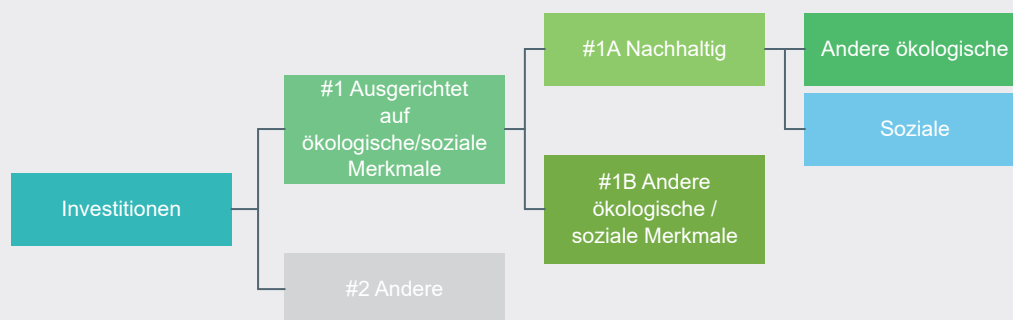 #1A Nachhaltig
Andere ökologische
#1 Ausgerichtet
auf
ökologische/soziale
Merkmale
Soziale
#1B Andere
ökologische /
soziale Merkmale
Investitionen
#2 Andere